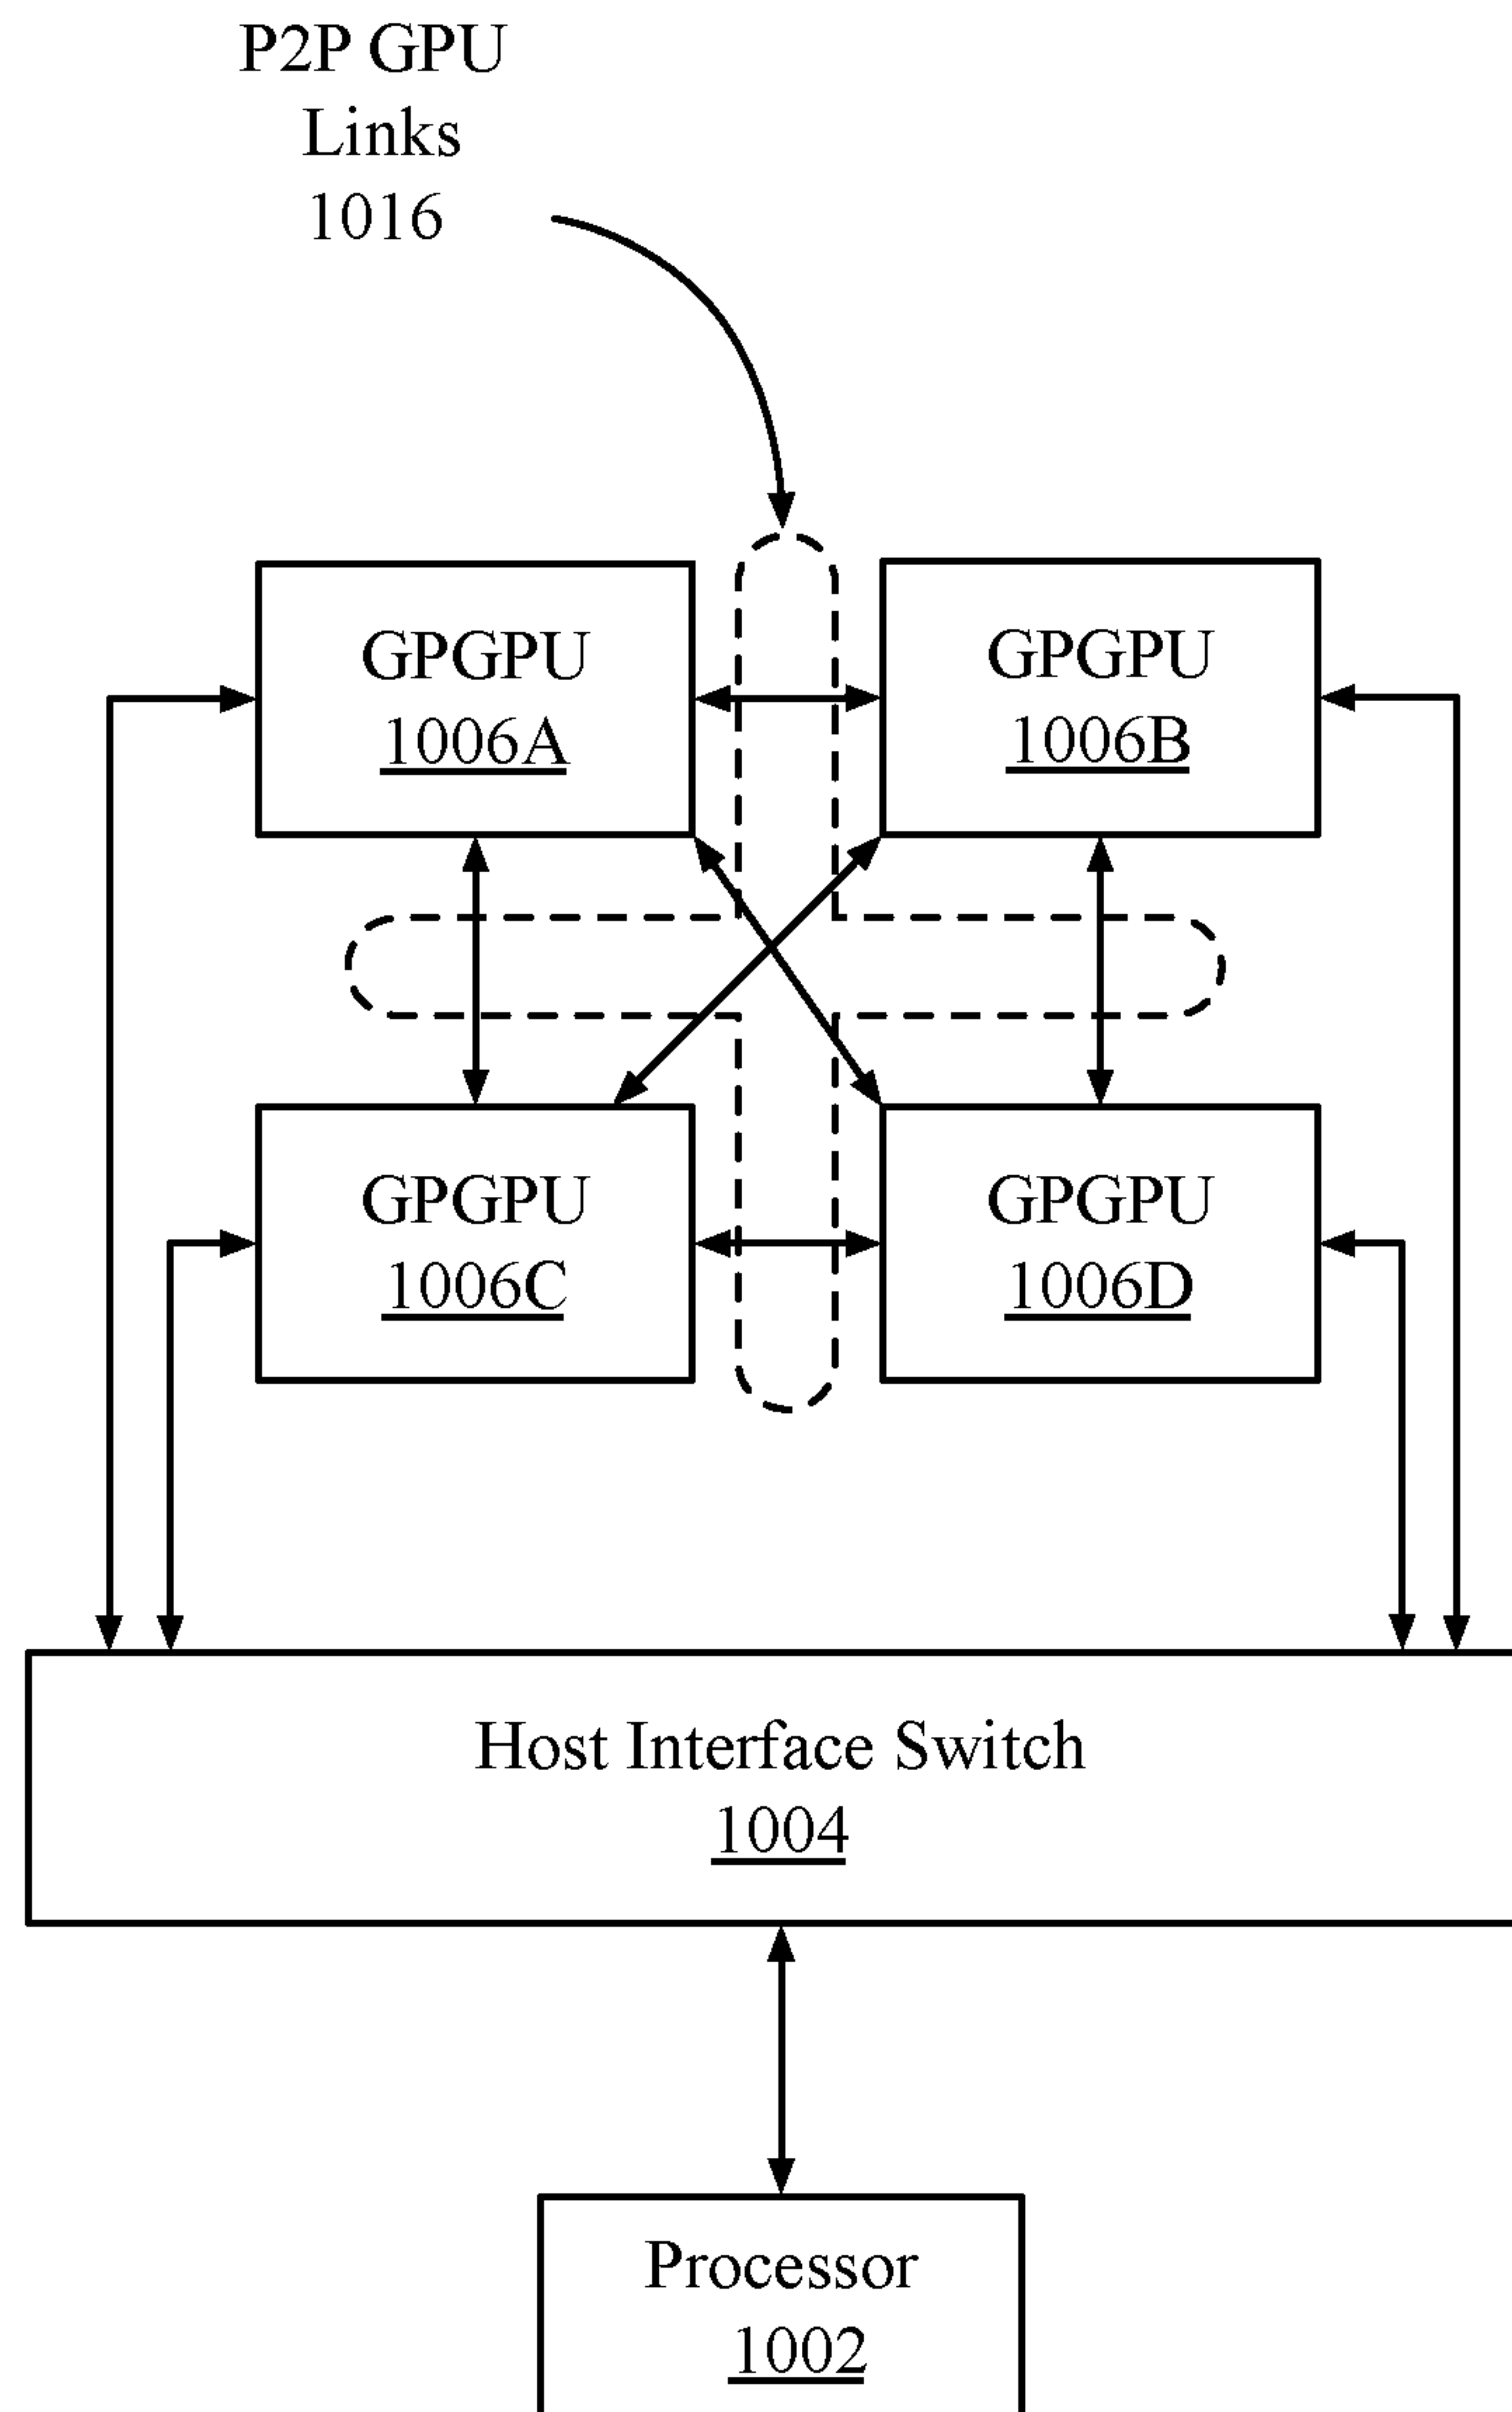 P2P GPU
Links
1016
GPGPU
1006A
GPGPU
1006B
GPGPU
1006C
GPGPU
1006D
Host Interface Switch
1004
Processor
1002